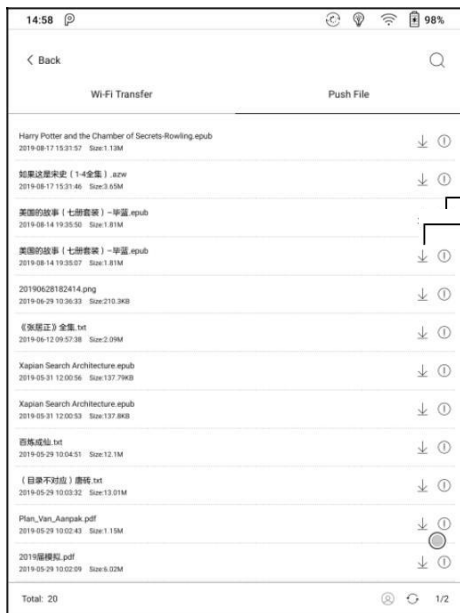 14:58
98%
Back
Wi-Fi Transfer Push File
Harry Potter and the Chamber of Secrets-Rowling.epub
2019-08-17 15:31:57 Size:1.13M
如果这是宋史（1-4全集）.azw
2019-08-17 15:31:46 Size:3.65M
美国的故事（七册套装）-毕蓝.epub
2019-08-14 19:35:50 Size:1.81M
美国的故事（七册套装）-毕蓝.epub
2019-08-14 19:35:07 Size:1.81M
20190628182414.png
2019-06-29 10:36:33 Size:210.3KB
《张居正》全集.txt
2019-06-12 09:57:38 Size:2.09M
Xapian Search Architecture.epub
2019-05-31 12:00:56 Size:137.79KB
Xapian Search Architecture.epub
2019-05-31 12:00:53 Size:137.8KB
百炼成仙.txt
2019-05-29 10:04:51 Size:12.1M
（目录不对应）唐砖.txt
2019-05-29 10:03:32 Size:13.01M
Plan_Van_Aanpak.pdf
2019-05-29 10:02:43 Size:1.15M
2019届模拟.pdf
2019-05-29 10:02:09 Size:6.02M
Total: 20
1/2